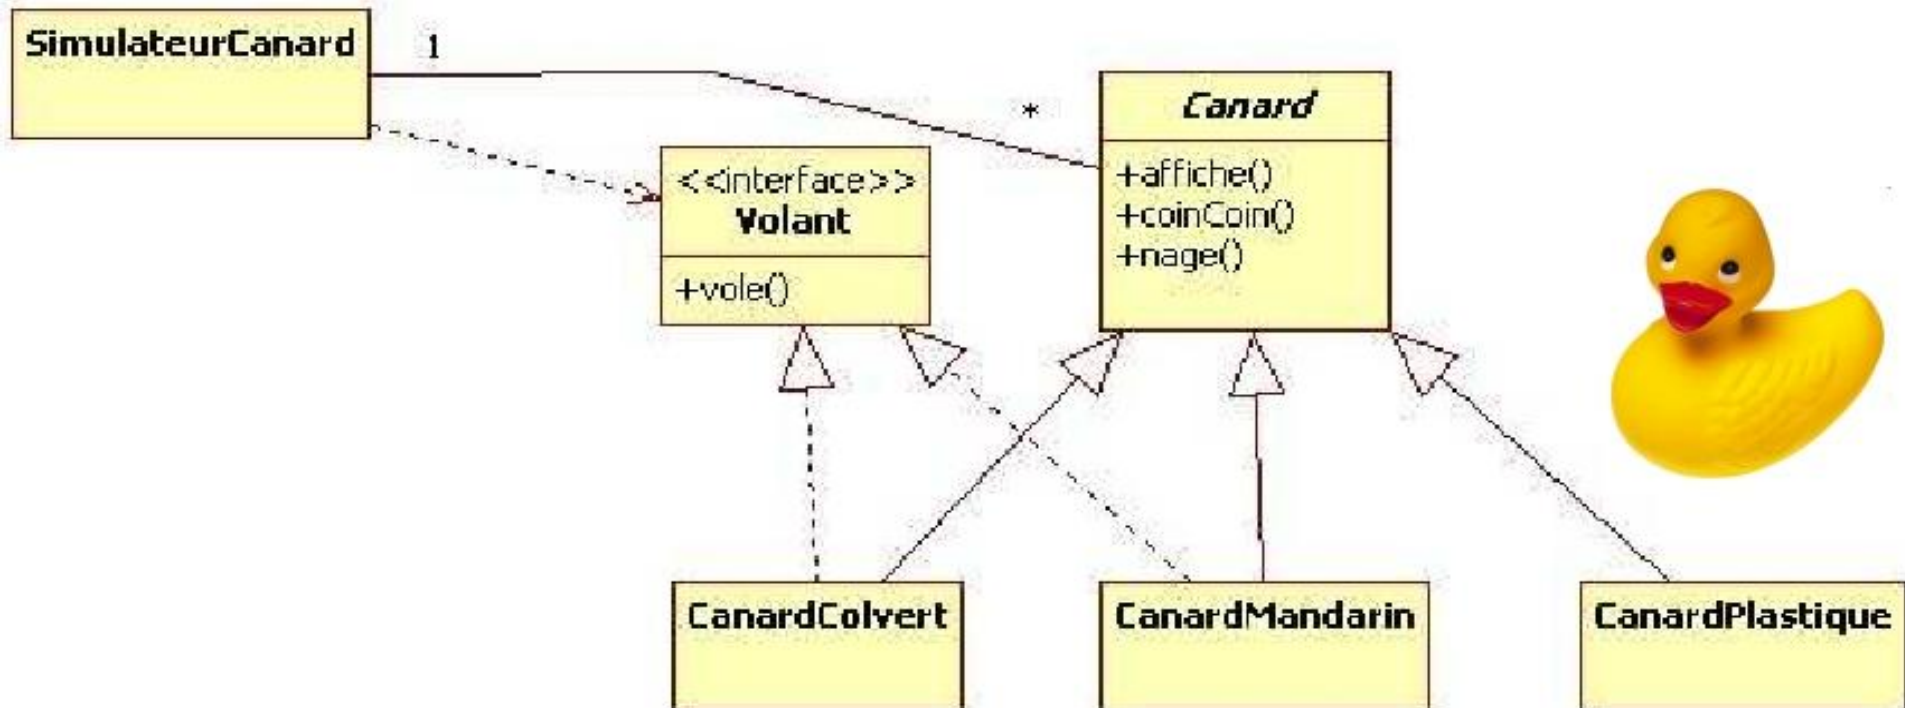 SimulateurCanard
1
*
<<interface>>
Volant
+vole()
Canard
+affiche()
+coinCoin()
+nage()
CanardColvert
CanardMandarin
CanardPlastique